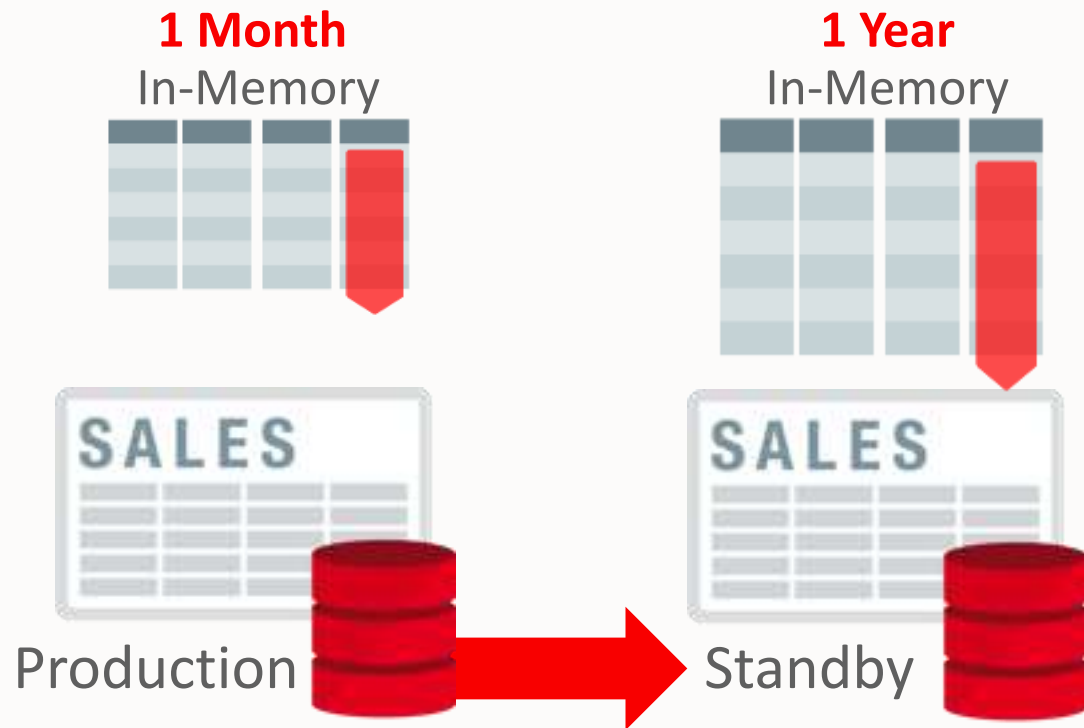 1 Month
In-Memory
SALES
Production
1 Year
In-Memory
SALES
Standby